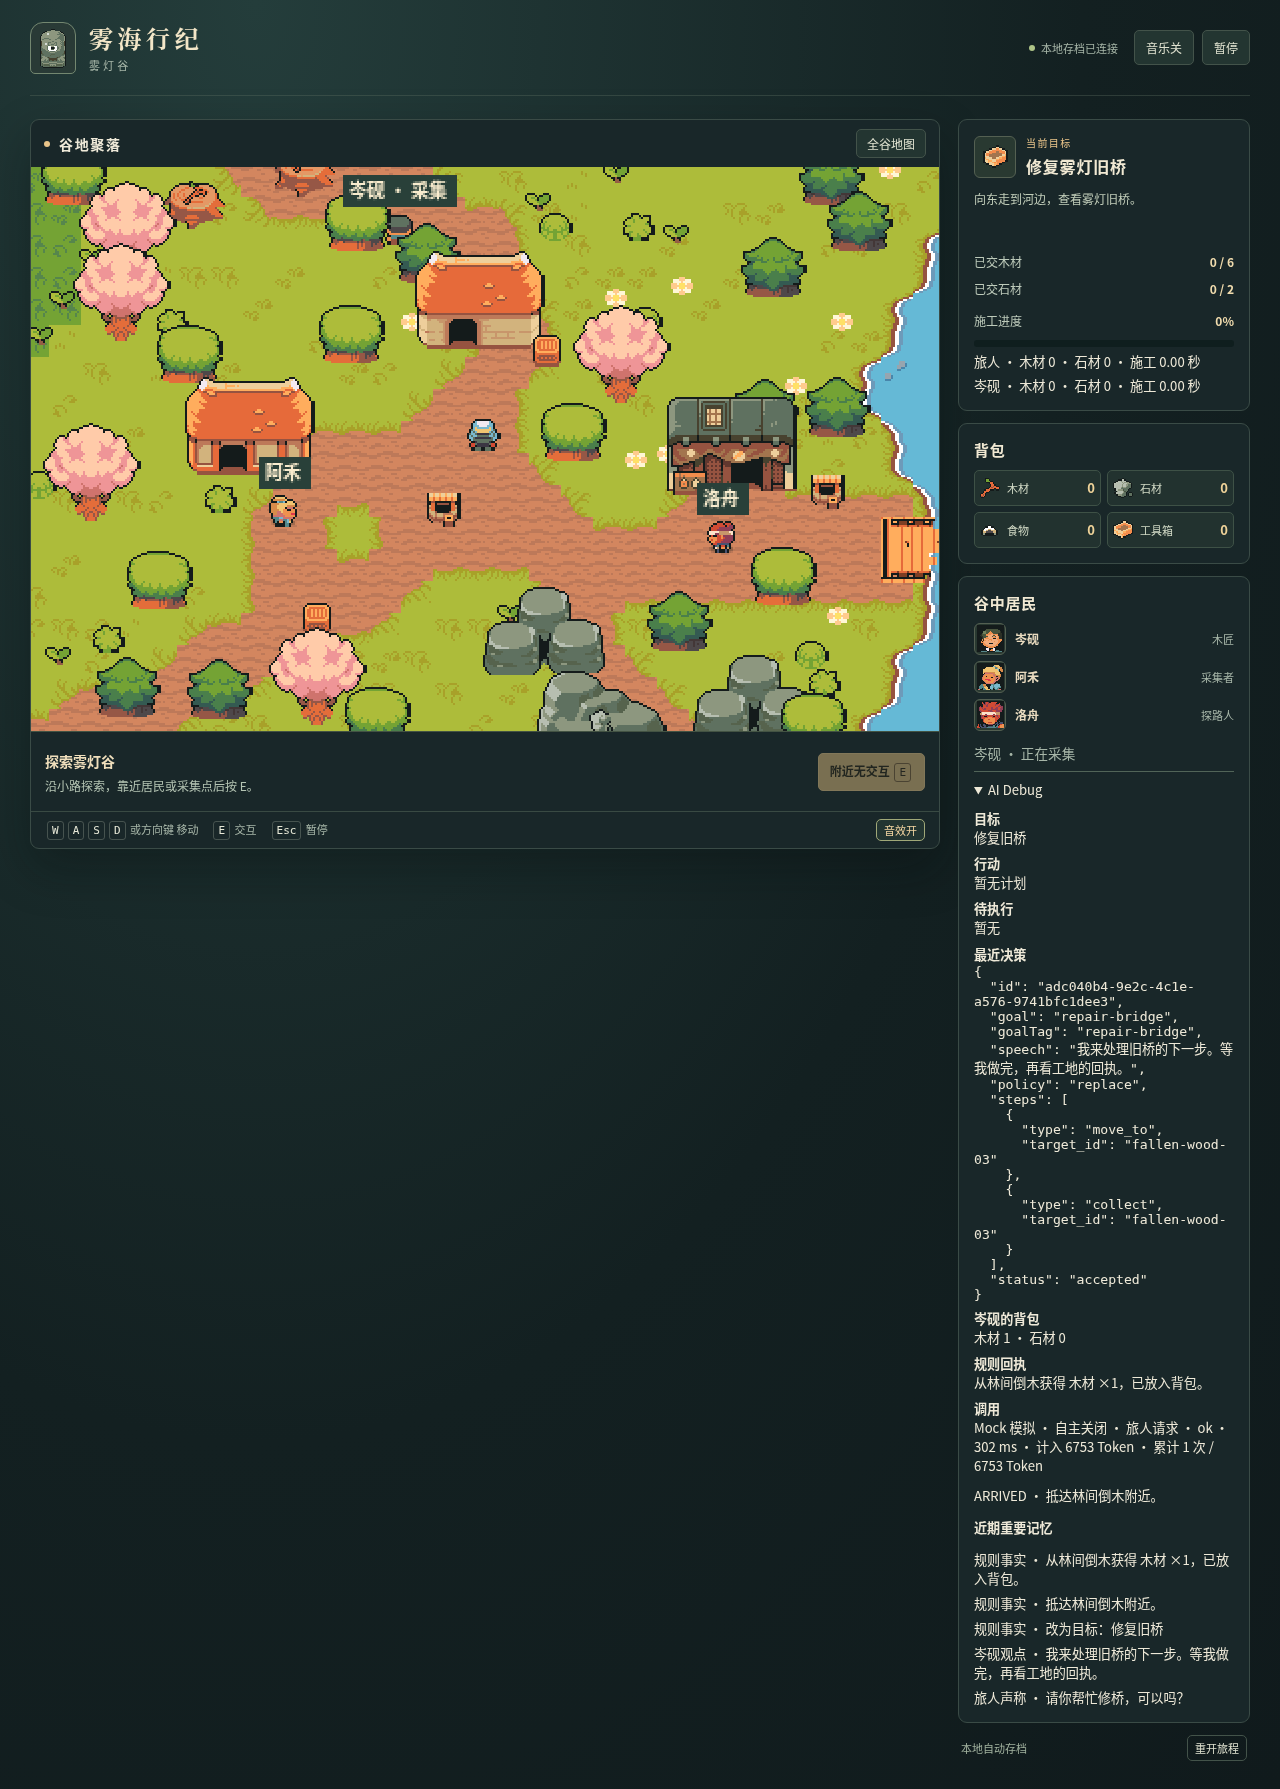 雾海行纪
雾灯谷
本地存档已连接
音乐关
暂停
谷地聚落
全谷地图
岑砚 · 采集
阿禾
洛舟
探索雾灯谷
沿小路探索，靠近居民或采集点后按 E。
附近无交互 E
W A S D 或方向键 移动 E 交互 Esc 暂停
音效开
当前目标
修复雾灯旧桥
向东走到河边，查看雾灯旧桥。
已交木材 0 / 6
已交石材 0 / 2
施工进度 0%
旅人 · 木材 0 · 石材 0 · 施工 0.00 秒
岑砚 · 木材 0 · 石材 0 · 施工 0.00 秒
背包
木材 0
石材 0
食物 0
工具箱 0
谷中居民
岑砚 木匠
阿禾 采集者
洛舟 探路人
岑砚 · 正在采集
▼ AI Debug
目标
修复旧桥
行动
暂无计划
待执行
暂无
最近决策
{
"id": "adc040b4-9e2c-4c1e-
a576-9741bfc1dee3",
"goal": "repair-bridge",
"goalTag": "repair-bridge",
"speech": "我来处理旧桥的下一步。等
我做完，再看工地的回执。",
"policy": "replace",
"steps": [
{
"type": "move_to",
"target_id": "fallen-wood-
03"
},
{
"type": "collect",
"target_id": "fallen-wood-
03"
}
],
"status": "accepted"
}
岑砚的背包
木材 1 · 石材 0
规则回执
从林间倒木获得 木材 ×1，已放入背包。
调用
Mock 模拟 · 自主关闭 · 旅人请求 · ok ·
302 ms · 计入 6753 Token · 累计 1 次 /
6753 Token
ARRIVED · 抵达林间倒木附近。
近期重要记忆
规则事实 · 从林间倒木获得 木材 ×1，已放
入背包。
规则事实 · 抵达林间倒木附近。
规则事实 · 改为目标：修复旧桥
岑砚观点 · 我来处理旧桥的下一步。等我做
完，再看工地的回执。
旅人声称 · 请你帮忙修桥，可以吗？
本地自动存档
重开旅程